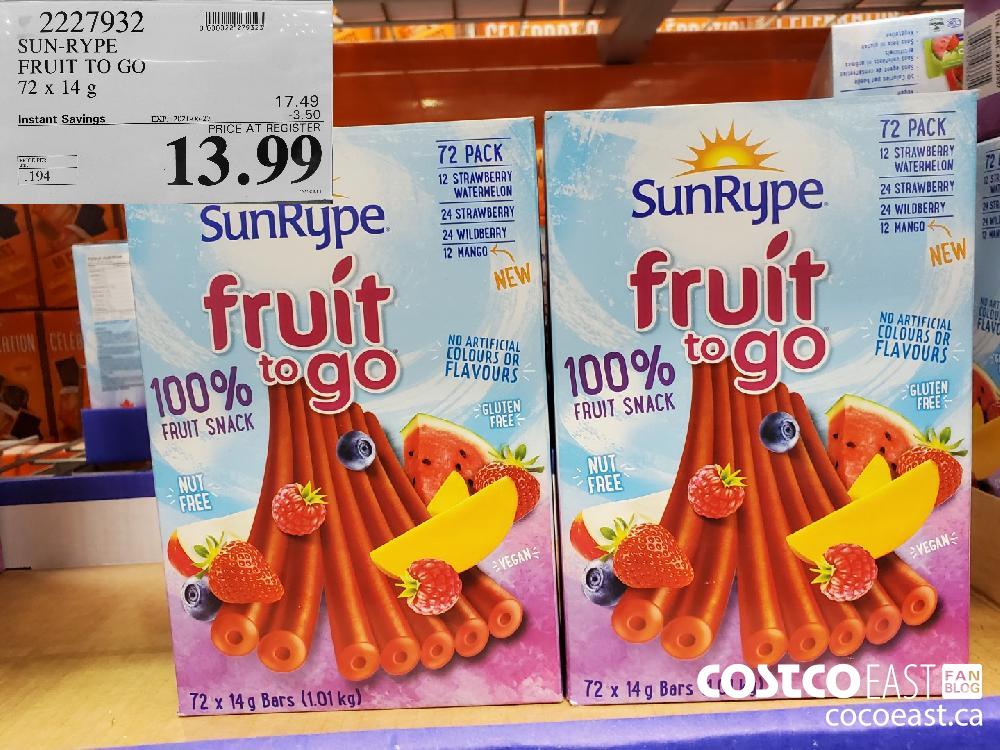 2227932
SUN-RYPE
FRUIT TO GO
72 x 14 g
17.49
Instant Savings
-3.50
PRICE AT REGISTER
13.99
.194
SunRype
fruit
to go
100%
FRUIT SNACK
72 PACK
12 STRAWBERRY
WATERMELON
24 STRAWBERRY
24 WILDBERRY
12 MANGO
NEW
NO ARTIFICIAL
COLOURS OR
FLAVOURS
GLUTEN
FREE
NUT
FREE
VEGAN
72 x 14 g Bars (1.01 kg)
SunRype
fruit
to go
100%
FRUIT SNACK
72 PACK
12 STRAWBERRY
WATERMELON
24 STRAWBERRY
24 WILDBERRY
12 MANGO
NEW
NO ARTIFICIAL
COLOURS OR
FLAVOURS
GLUTEN
FREE
NUT
FREE
VEGAN
72 x 14 g Bars
COSTCO EAST FAN BLOG
cocoeast.ca